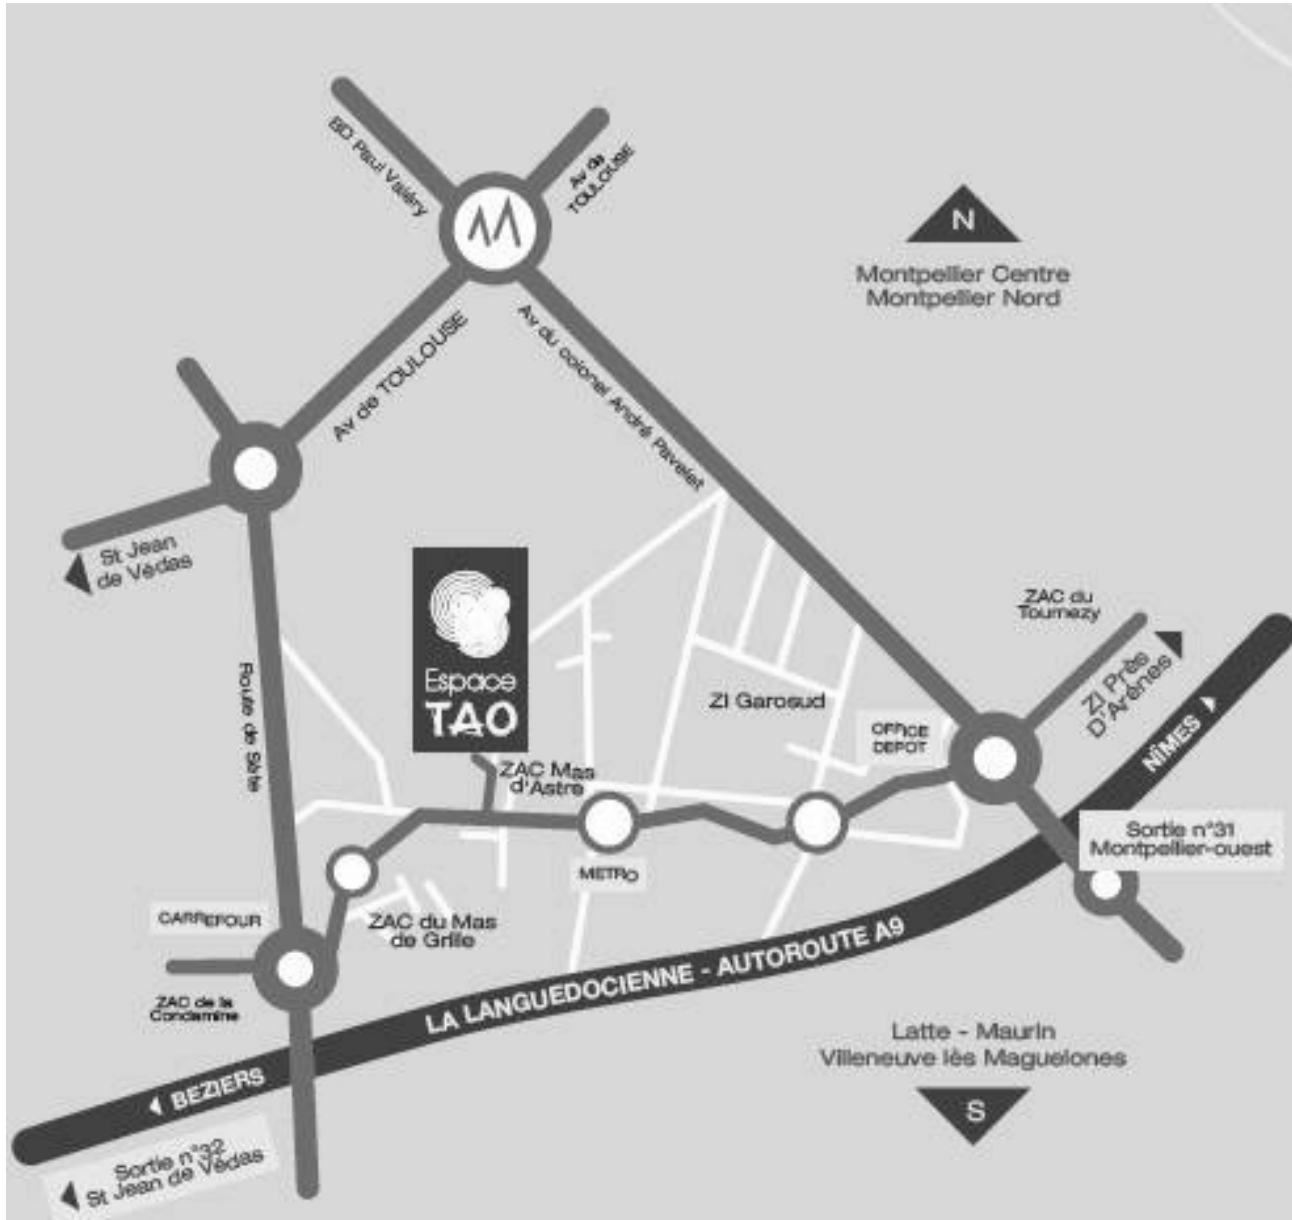 BD Paul Valéry
Av de
TOULOUSE
N
Montpellier Centre
Montpellier Nord
Av de TOULOUSE
Av du colonel André Pavelet
St Jean
de Védas
Espace
TAO
ZAC du
Tournezy
ZI Près
D'Arènes
NÎMES
Route de Sète
ZI Garosud
OFFICE
DEPOT
ZAC Mas
d'Astre
METRO
Sortie n°31
Montpellier-ouest
CARREFOUR
ZAC du Mas
de Grille
ZAC de la
Condamine
LA LANGUEDOCIENNE - AUTOROUTE A9
BEZIERS
Latte - Maurin
Villeneuve lès Maguelones
S
Sortie n°32
St Jean de Védas